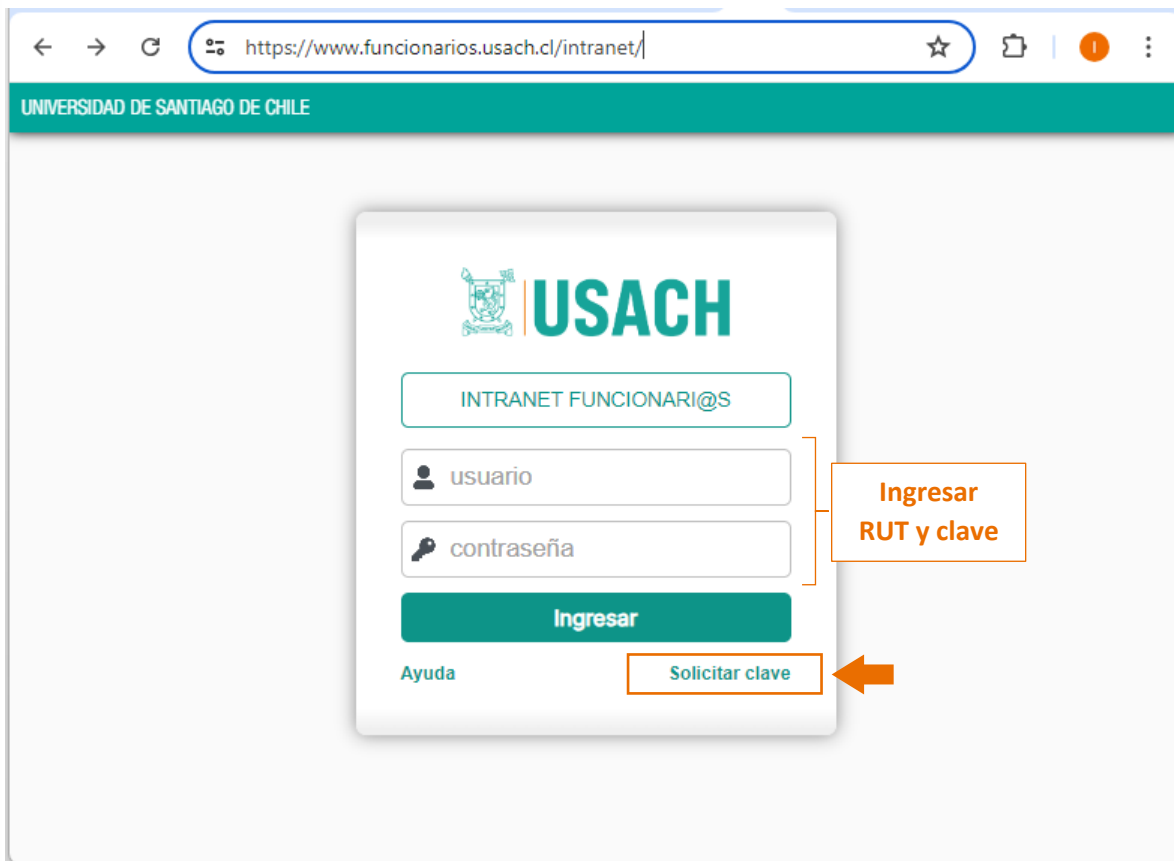 https://www.funcionarios.usach.cl/intranet/
I
UNIVERSIDAD DE SANTIAGO DE CHILE
USACH
INTRANET FUNCIONARI@S
usuario
contraseña
Ingresar
RUT y clave
Ingresar
Ayuda
Solicitar clave